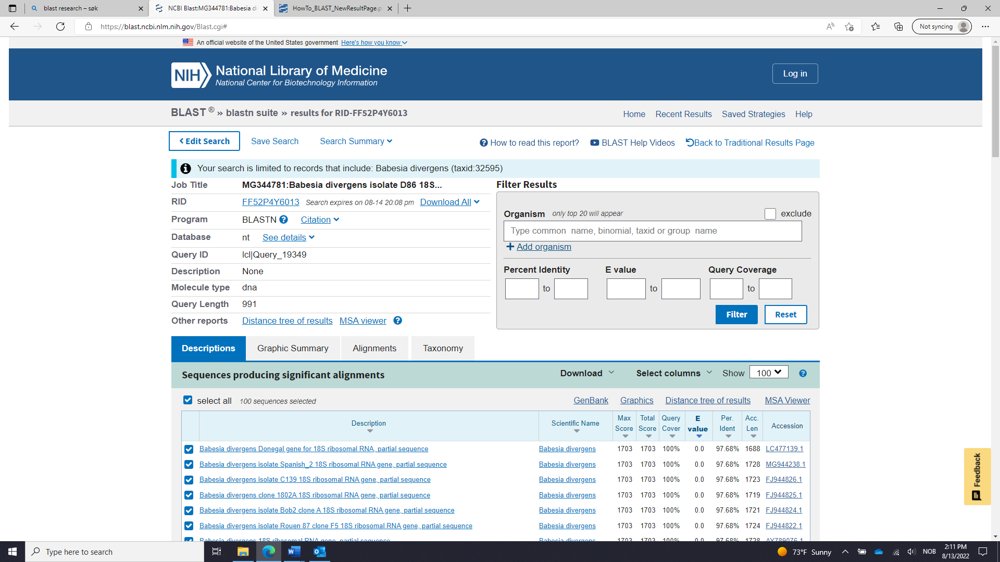 blast research – søk
NCBI Blast:MG344781:Babesia di
HowTo_BLAST_NewResultPage.p
https://blast.ncbi.nlm.nih.gov/Blast.cgi#
Not syncing
An official website of the United States government Here's how you know
NIH National Library of Medicine
National Center for Biotechnology Information
Log in
BLAST ® » blastn suite » results for RID-FF52P4Y6013
Home Recent Results Saved Strategies Help
Edit Search Save Search Search Summary
How to read this report? BLAST Help Videos Back to Traditional Results Page
Your search is limited to records that include: Babesia divergens (taxid:32595)
Job Title MG344781:Babesia divergens isolate D86 18S...
RID FF52P4Y6013 Search expires on 08-14 20:08 pm Download All
Program BLASTN Citation
Database nt See details
Query ID lcl|Query_19349
Description None
Molecule type dna
Query Length 991
Other reports Distance tree of results MSA viewer
Filter Results
Organism only top 20 will appear exclude
Type common name, binomial, taxid or group name
Add organism
Percent Identity E value Query Coverage
to to to
Filter Reset
Descriptions Graphic Summary Alignments Taxonomy
Sequences producing significant alignments Download Select columns Show 100
select all 100 sequences selected GenBank Graphics Distance tree of results MSA Viewer
Description Scientific Name Max Score Total Score Query Cover E value Per. Ident Acc. Len Accession
Babesia divergens Donegal gene for 18S ribosomal RNA, partial sequence Babesia divergens 1703 1703 100% 0.0 97.68% 1688 LC477139.1
Babesia divergens isolate Spanish_2 18S ribosomal RNA gene, partial sequence Babesia divergens 1703 1703 100% 0.0 97.68% 1728 MG944238.1
Babesia divergens isolate C139 18S ribosomal RNA gene, partial sequence Babesia divergens 1703 1703 100% 0.0 97.68% 1723 FJ944826.1
Babesia divergens clone 1802A 18S ribosomal RNA gene, partial sequence Babesia divergens 1703 1703 100% 0.0 97.68% 1719 FJ944825.1
Babesia divergens isolate Bob2 clone A 18S ribosomal RNA gene, partial sequence Babesia divergens 1703 1703 100% 0.0 97.68% 1721 FJ944824.1
Babesia divergens isolate Rouen 87 clone F5 18S ribosomal RNA gene, partial sequence Babesia divergens 1703 1703 100% 0.0 97.68% 1724 FJ944822.1
Babesia divergens 18S ribosomal RNA gene, partial sequence Babesia divergens 1703 1703 100% 0.0 97.68% 1728 AY789076.1
Feedback
Type here to search
73°F Sunny
NOB
2:11 PM
8/13/2022